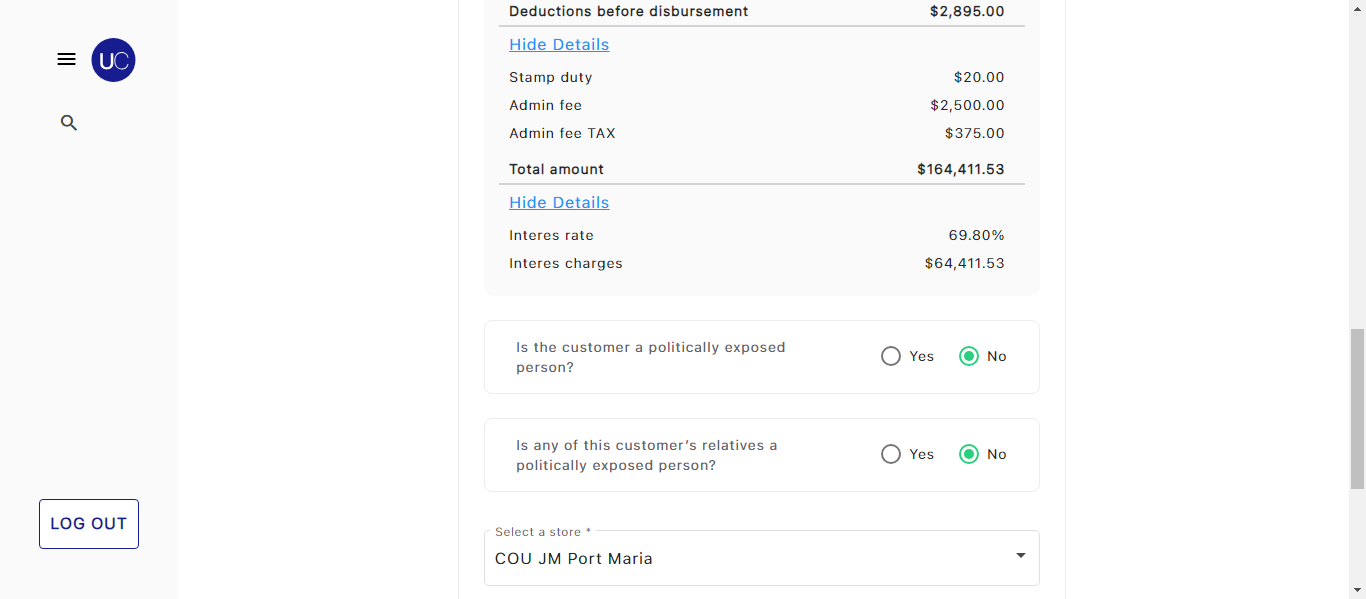 Deductions before disbursement $2,895.00
UC
Hide Details
Stamp duty $20.00
Admin fee $2,500.00
Admin fee TAX $375.00
Total amount $164,411.53
Hide Details
Interes rate 69.80%
Interes charges $64,411.53
Is the customer a politically exposed
person?
Yes No
Is any of this customer's relatives a
politically exposed person?
Yes No
LOG OUT
Select a store *
COU JM Port Maria